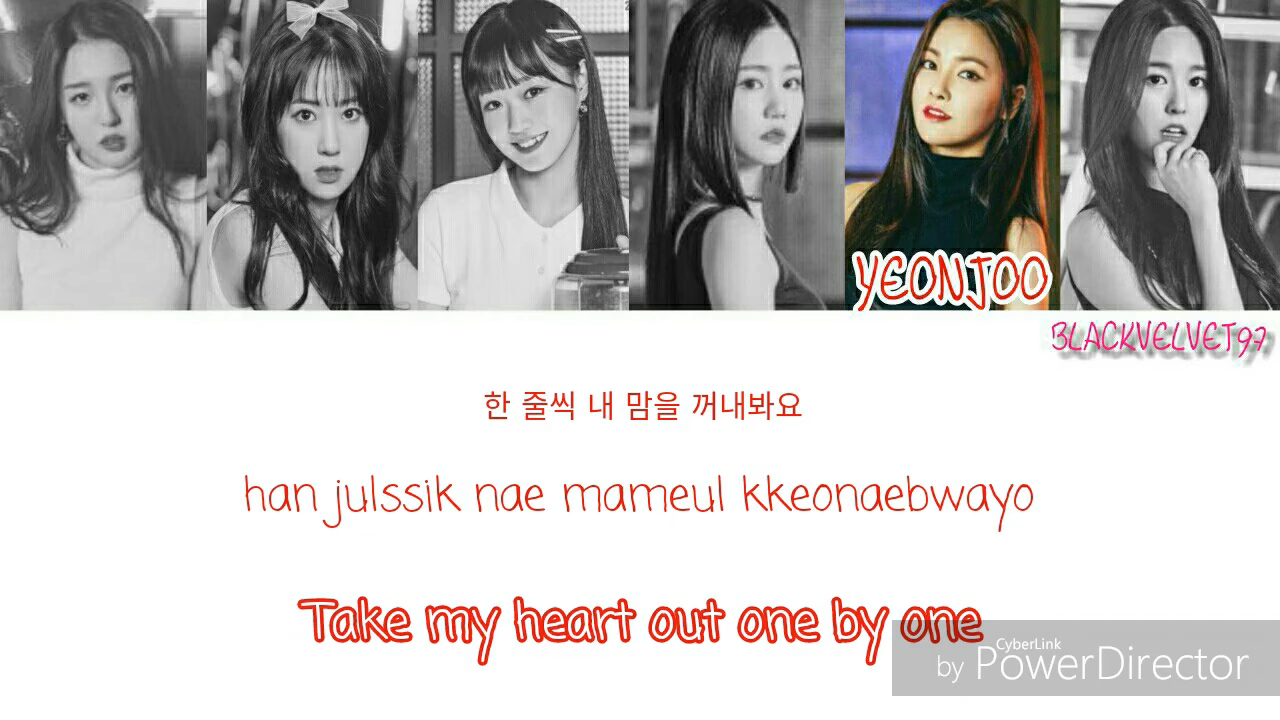 YEONJOO
BLACKVELVET97
한 줄씩 내 맘을 꺼내봐요
han julssik nae mameul kkeonaebwayo
Take my heart out one by one
CyberLink
by PowerDirector